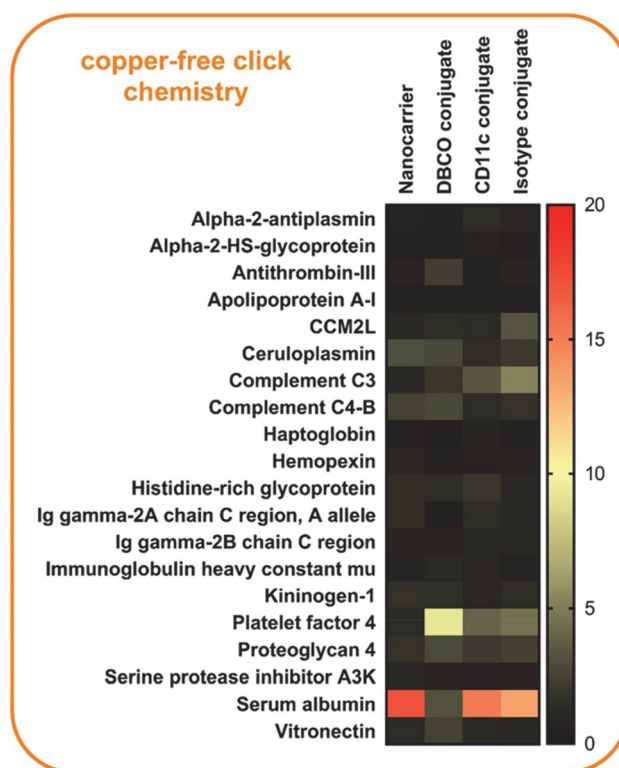 copper-free click
chemistry
Nanocarrier
DBCO conjugate
CD11c conjugate
Isotype conjugate
Alpha-2-antiplasmin
Alpha-2-HS-glycoprotein
Antithrombin-III
Apolipoprotein A-I
CCM2L
Ceruloplasmin
Complement C3
Complement C4-B
Haptoglobin
Hemopexin
Histidine-rich glycoprotein
Ig gamma-2A chain C region, A allele
Ig gamma-2B chain C region
Immunoglobulin heavy constant mu
Kininogen-1
Platelet factor 4
Proteoglycan 4
Serine protease inhibitor A3K
Serum albumin
Vitronectin
20
15
10
5
0